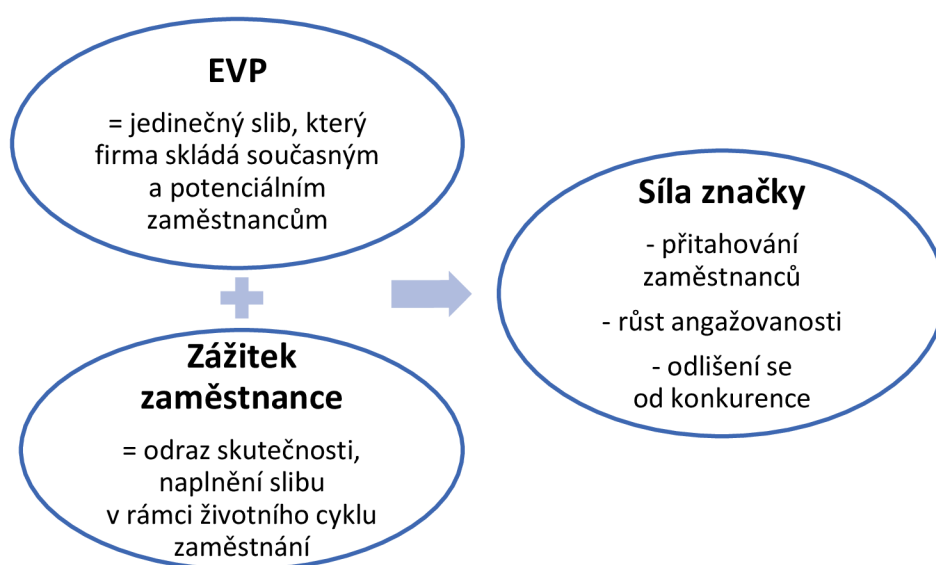 EVP
= jedinečný slib, který
firma skládá současným
a potenciálním
zaměstnancům
Zážitek
zaměstnance
= odraz skutečnosti,
naplnění slibu
v rámci životního cyklu
zaměstnání
Síla značky
- přitahování
zaměstnanců
- růst angažovanosti
- odlišení se
od konkurence